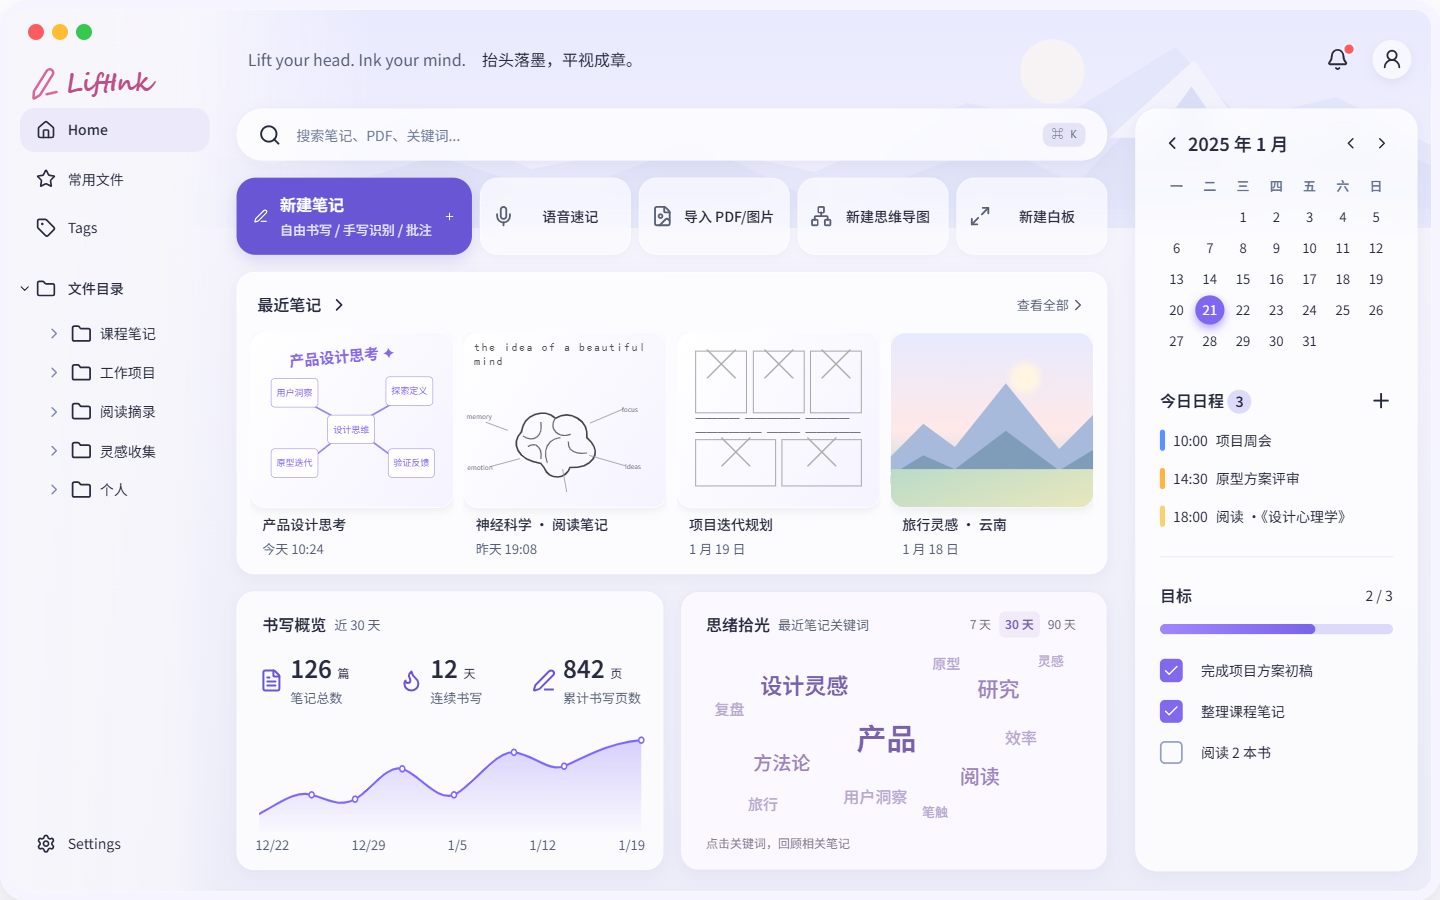 LiftInk
Home
常用文件
Tags
文件目录
课程笔记
工作项目
阅读摘录
灵感收集
个人
Settings
Lift your head. Ink your mind. 抬头落墨，平视成章。
搜索笔记、PDF、关键词...
⌘ K
新建笔记
自由书写 / 手写识别 / 批注
+
语音速记
导入 PDF/图片
新建思维导图
新建白板
最近笔记
查看全部
产品设计思考 ✦
用户洞察
探索定义
设计思维
原型迭代
验证反馈
产品设计思考
今天 10:24
the idea of a beautiful
mind
memory
focus
emotion
ideas
神经科学 · 阅读笔记
昨天 19:08
项目迭代规划
1 月 19 日
旅行灵感 · 云南
1 月 18 日
书写概览 近 30 天
126 篇
笔记总数
12 天
连续书写
842 页
累计书写页数
12/22 12/29 1/5 1/12 1/19
思绪拾光 最近笔记关键词
7 天 30 天 90 天
原型
灵感
设计灵感
研究
复盘
产品
效率
方法论
阅读
旅行
用户洞察
笔触
点击关键词，回顾相关笔记
2025 年 1 月
一 二 三 四 五 六 日
1 2 3 4 5
6 7 8 9 10 11 12
13 14 15 16 17 18 19
20 21 22 23 24 25 26
27 28 29 30 31
今日日程 3
10:00 项目周会
14:30 原型方案评审
18:00 阅读 ·《设计心理学》
目标 2 / 3
完成项目方案初稿
整理课程笔记
阅读 2 本书